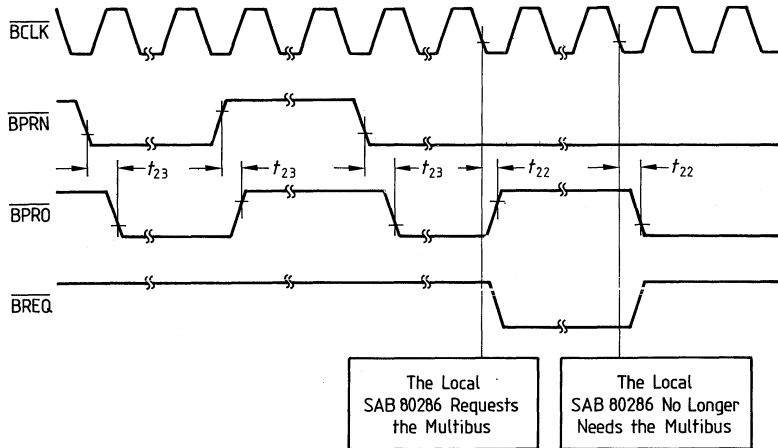 BCLK
BPRN
t23 t23 t23 t22 t22
BPRO
BREQ
The Local
SAB 80286 Requests
the Multibus
The Local
SAB 80286 No Longer
Needs the Multibus